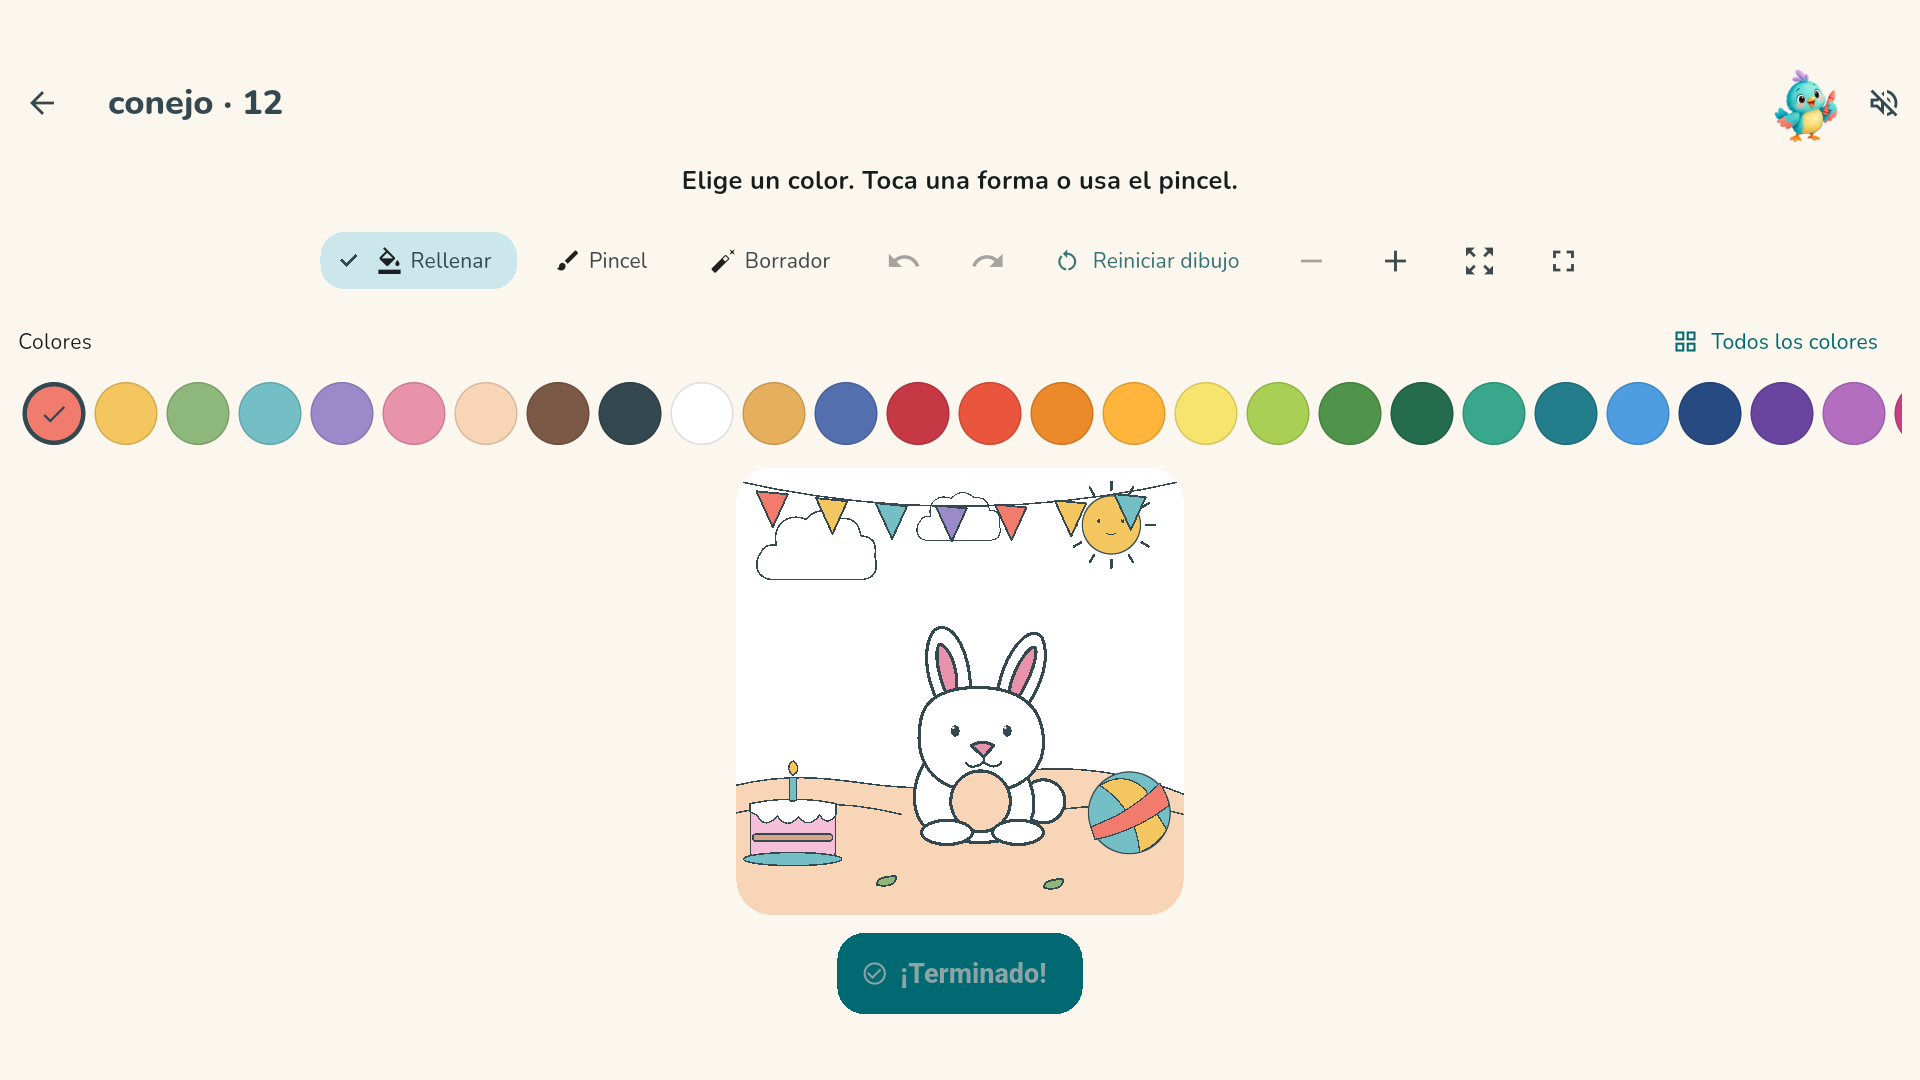 conejo · 12
Elige un color. Toca una forma o usa el pincel.
Rellenar
Pincel
Borrador
Reiniciar dibujo
Colores
Todos los colores
¡Terminado!